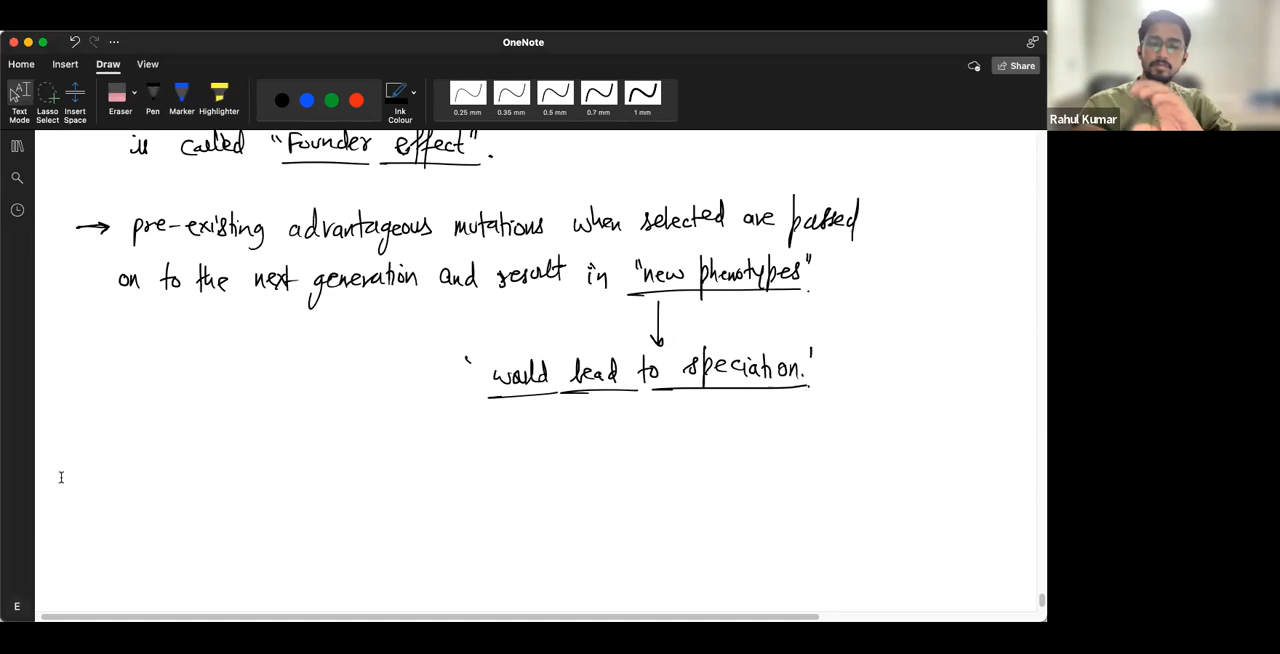 OneNote
Home Insert Draw View
Share
Text Mode
Lasso Select
Insert Space
Eraser
Pen
Marker
Highlighter
Ink Colour
0.25 mm
0.35 mm
0.5 mm
0.7 mm
1 mm
Rahul Kumar
is called "Founder effect".
→ pre-existing advantageous mutations when selected are passed
on to the next generation and result in "new phenotypes".
↓
'would lead to speciation.'
E